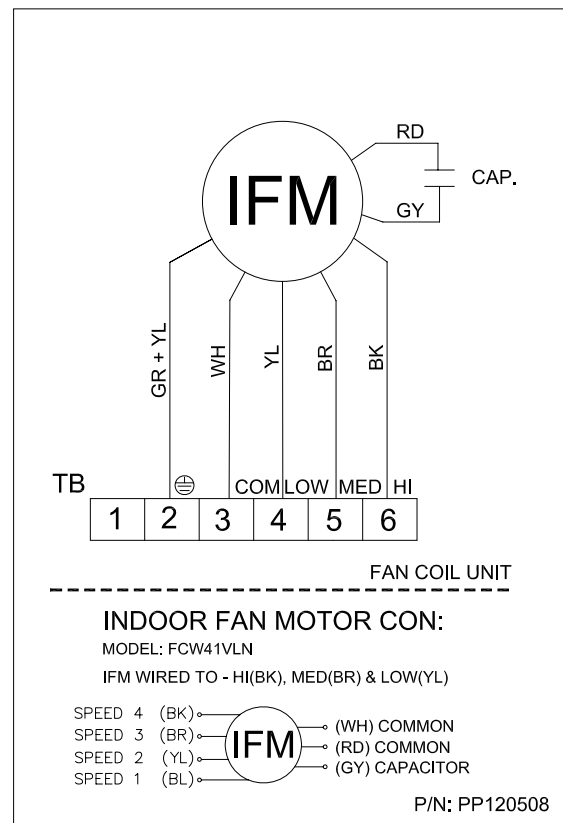 RD
IFM
CAP.
GY
GR + YL
WH
YL
BR
BK
TB
COM LOW MED HI
1 2 3 4 5 6
FAN COIL UNIT
INDOOR FAN MOTOR CON:
MODEL: FCW41VLN
IFM WIRED TO - HI(BK), MED(BR) & LOW(YL)
SPEED 4 (BK)
SPEED 3 (BR)
SPEED 2 (YL)
SPEED 1 (BL)
IFM
(WH) COMMON
(RD) COMMON
(GY) CAPACITOR
P/N: PP120508